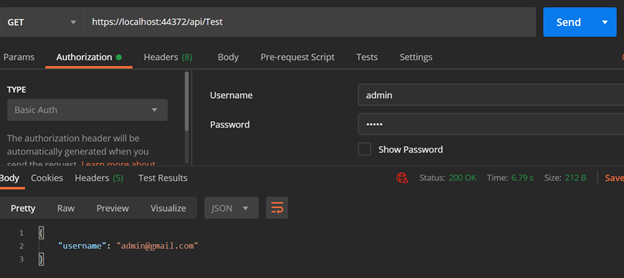 GET https://localhost:44372/api/Test Send
Params Authorization Headers (8) Body Pre-request Script Tests Settings
TYPE
Basic Auth
The authorization header will be
automatically generated when you
send the request. Learn more about
Username admin
Password •••••
Show Password
Body Cookies Headers (5) Test Results Status: 200 OK Time: 6.79 s Size: 212 B Save
Pretty Raw Preview Visualize JSON
1 {
2 "username": "admin@gmail.com"
3 }